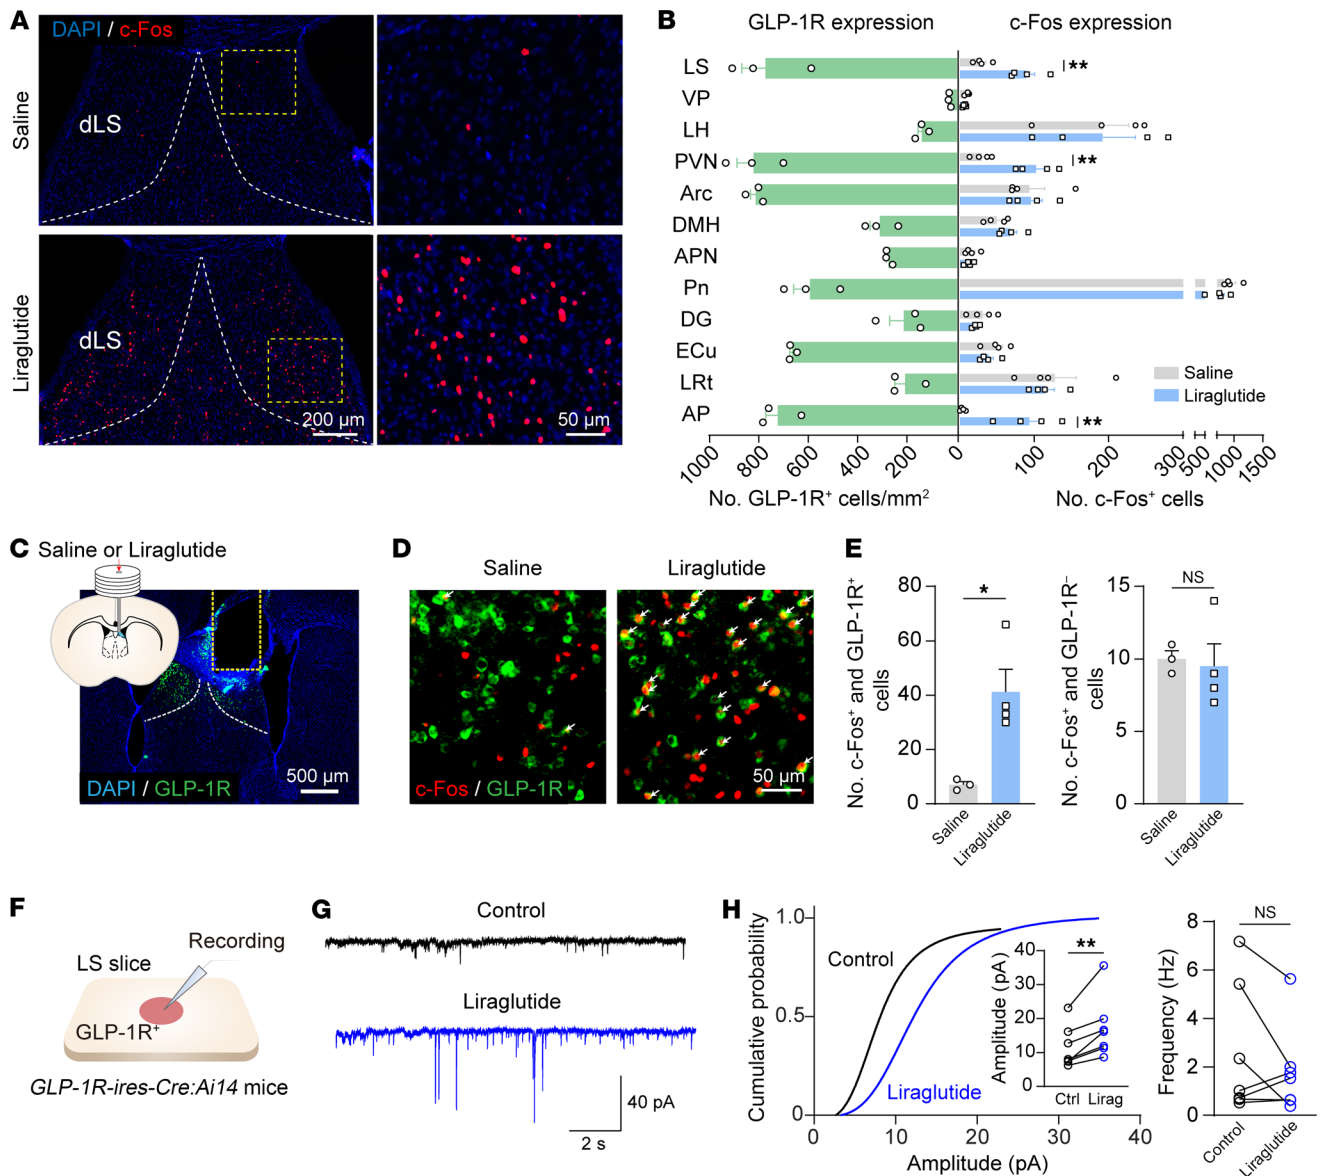 A
DAPI / c-Fos
Saline
dLS
Liraglutide
dLS
200 µm
50 µm
B
GLP-1R expression
c-Fos expression
LS
**
VP
LH
PVN
**
Arc
DMH
APN
Pn
DG
ECu
LRt
AP
**
Saline
Liraglutide
1000 800 600 400 200 0 100 200 300 500 1000 1500
No. GLP-1R⁺ cells/mm²
No. c-Fos⁺ cells
C
Saline or Liraglutide
DAPI / GLP-1R
500 µm
D
Saline
Liraglutide
c-Fos / GLP-1R
50 µm
E
No. c-Fos⁺ and GLP-1R⁺
cells
80
60
40
20
0
*
Saline
Liraglutide
No. c-Fos⁺ and GLP-1R⁻
cells
15
10
5
0
NS
Saline
Liraglutide
F
Recording
LS slice
GLP-1R⁺
GLP-1R-ires-Cre:Ai14 mice
G
Control
Liraglutide
40 pA
2 s
H
Cumulative probability
1.0
0.5
0
Control
Liraglutide
0 10 20 30 40
Amplitude (pA)
Amplitude (pA)
40
30
20
10
0
**
Ctrl Lirag
Frequency (Hz)
8
6
4
2
0
NS
Control
Liraglutide